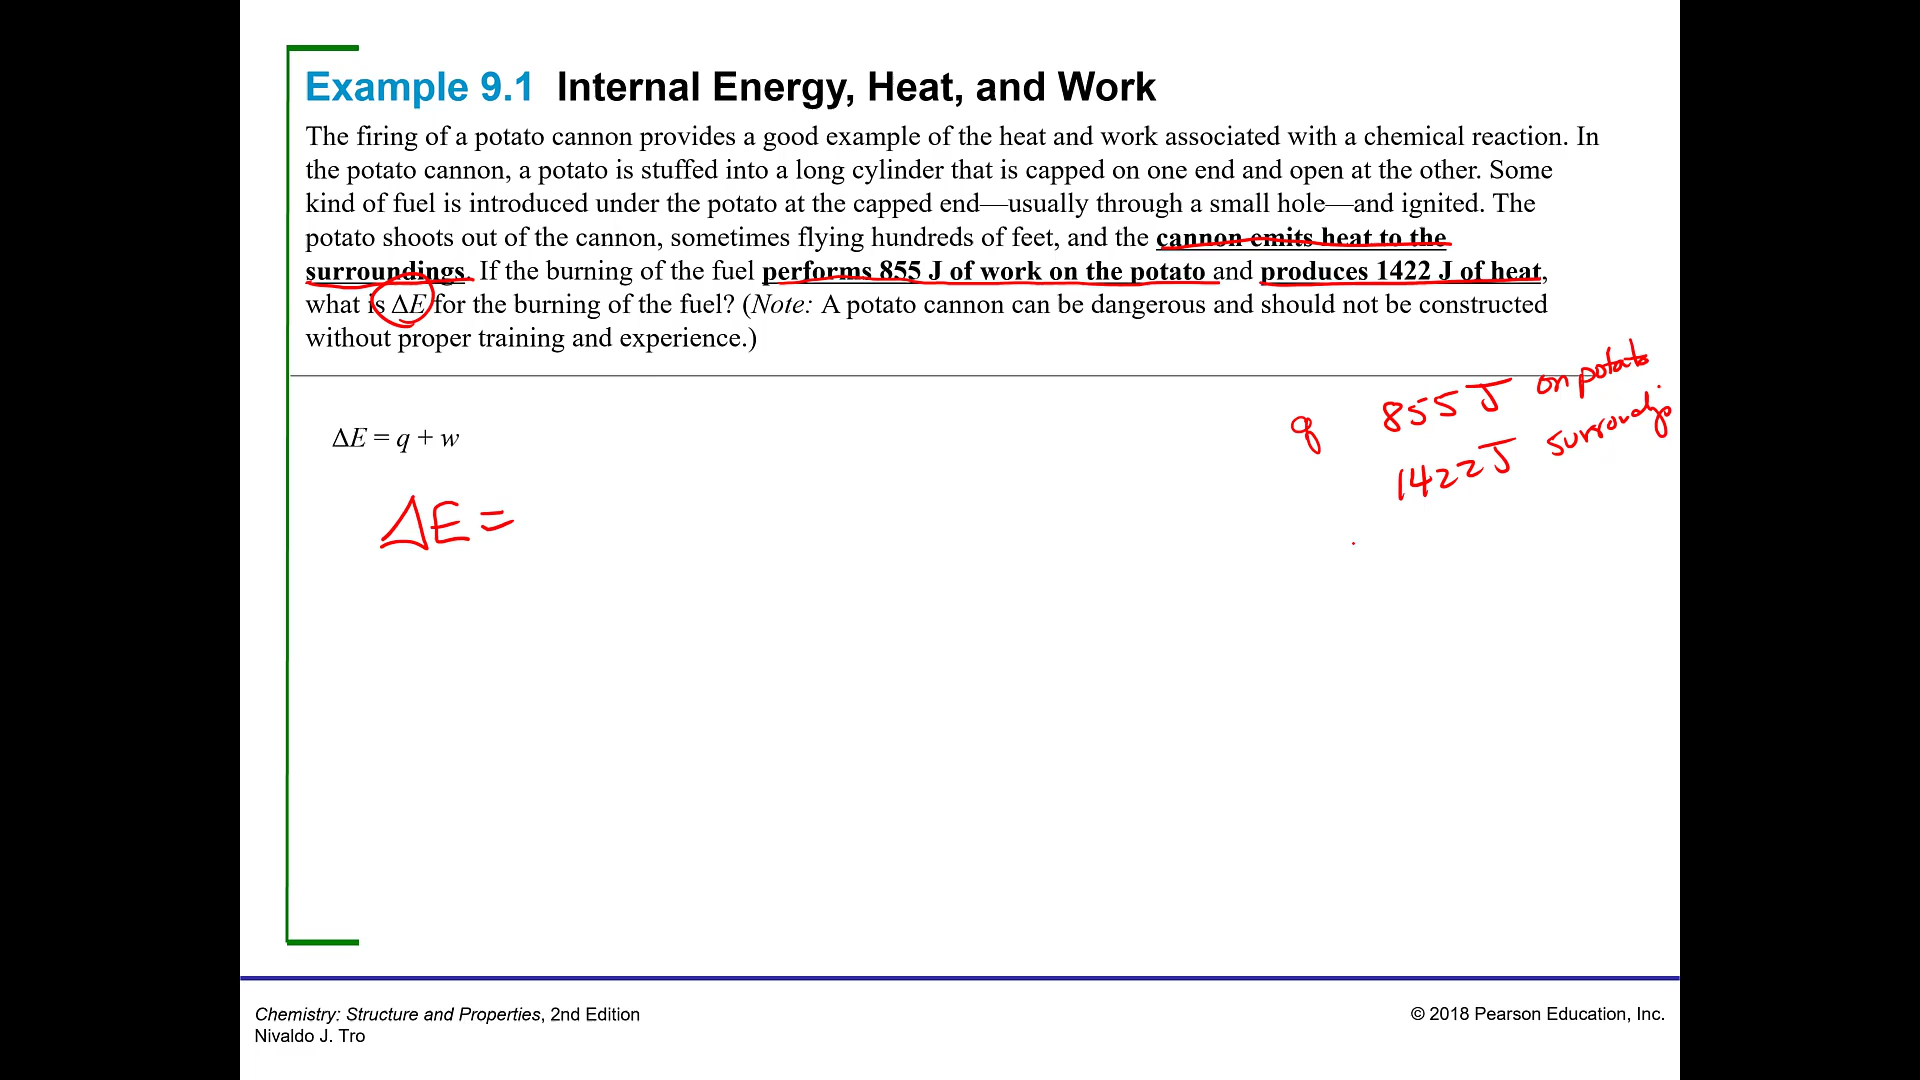 Example 9.1 Internal Energy, Heat, and Work
The firing of a potato cannon provides a good example of the heat and work associated with a chemical reaction. In
the potato cannon, a potato is stuffed into a long cylinder that is capped on one end and open at the other. Some
kind of fuel is introduced under the potato at the capped end—usually through a small hole—and ignited. The
potato shoots out of the cannon, sometimes flying hundreds of feet, and the cannon emits heat to the
surroundings. If the burning of the fuel performs 855 J of work on the potato and produces 1422 J of heat,
what is ΔE for the burning of the fuel? (Note: A potato cannon can be dangerous and should not be constructed
without proper training and experience.)
855 J on potato
q
ΔE = q + w
1422 J
ΔE =
Chemistry: Structure and Properties, 2nd Edition
Nivaldo J. Tro
© 2018 Pearson Education, Inc.